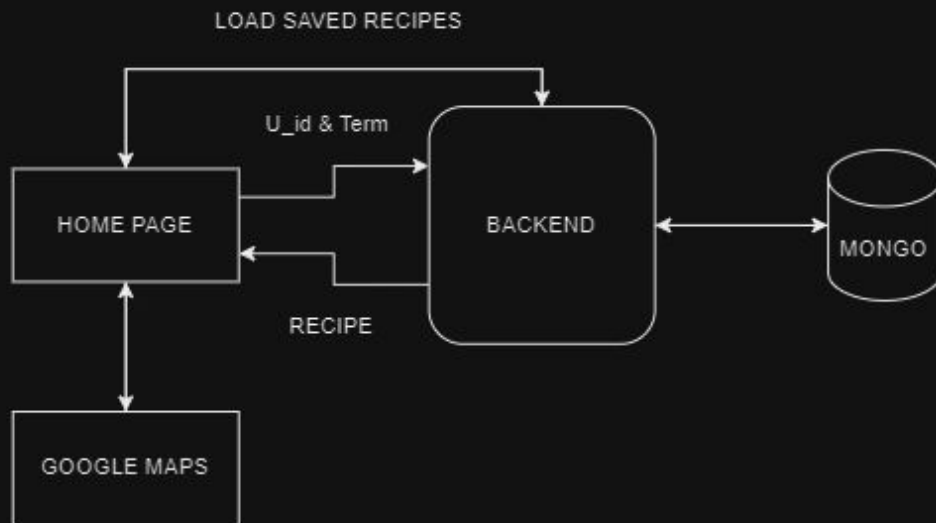 LOAD SAVED RECIPES
U_id & Term
HOME PAGE
BACKEND
MONGO
RECIPE
GOOGLE MAPS